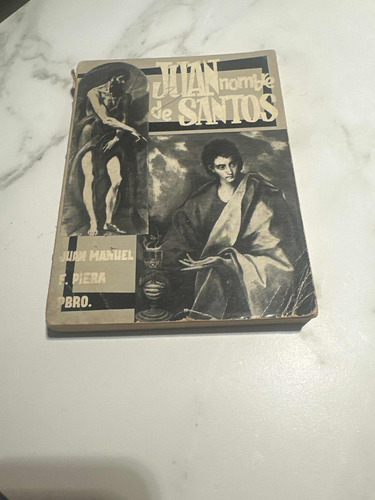 JUAN nombre
de SANTOS
JUAN MANUEL
F. PIERA
PBRO.